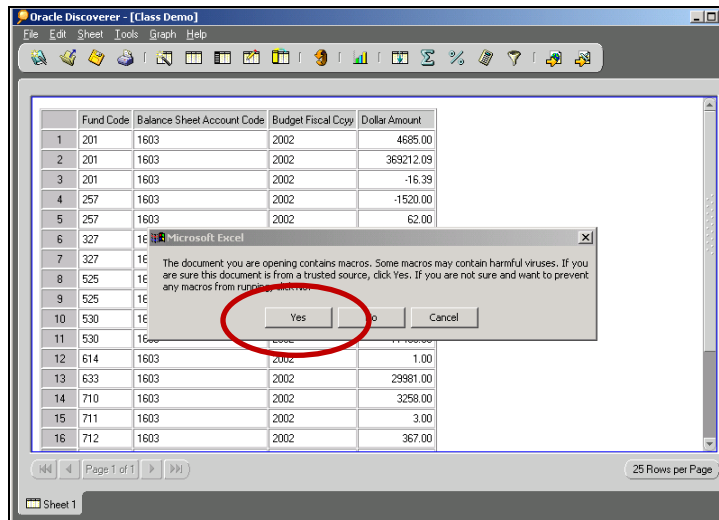 Oracle Discoverer - [Class Demo]
File Edit Sheet Tools Graph Help
Fund Code Balance Sheet Account Code Budget Fiscal Ccyy Dollar Amount
1 201 1603 2002 4685.00
2 201 1603 2002 369212.09
3 201 1603 2002 -16.39
4 257 1603 2002 -1520.00
5 257 1603 2002 62.00
6 327
7 327
8 525
9 525
10 530
11 530
12 614 1603 2002 1.00
13 633 1603 2002 29981.00
14 710 1603 2002 3258.00
15 711 1603 2002 3.00
16 712 1603 2002 367.00
Microsoft Excel
The document you are opening contains macros. Some macros may contain harmful viruses. If you
are sure this document is from a trusted source, click Yes. If you are not sure and want to prevent
any macros from running, click No.
Yes No Cancel
Page 1 of 1
25 Rows per Page
Sheet 1